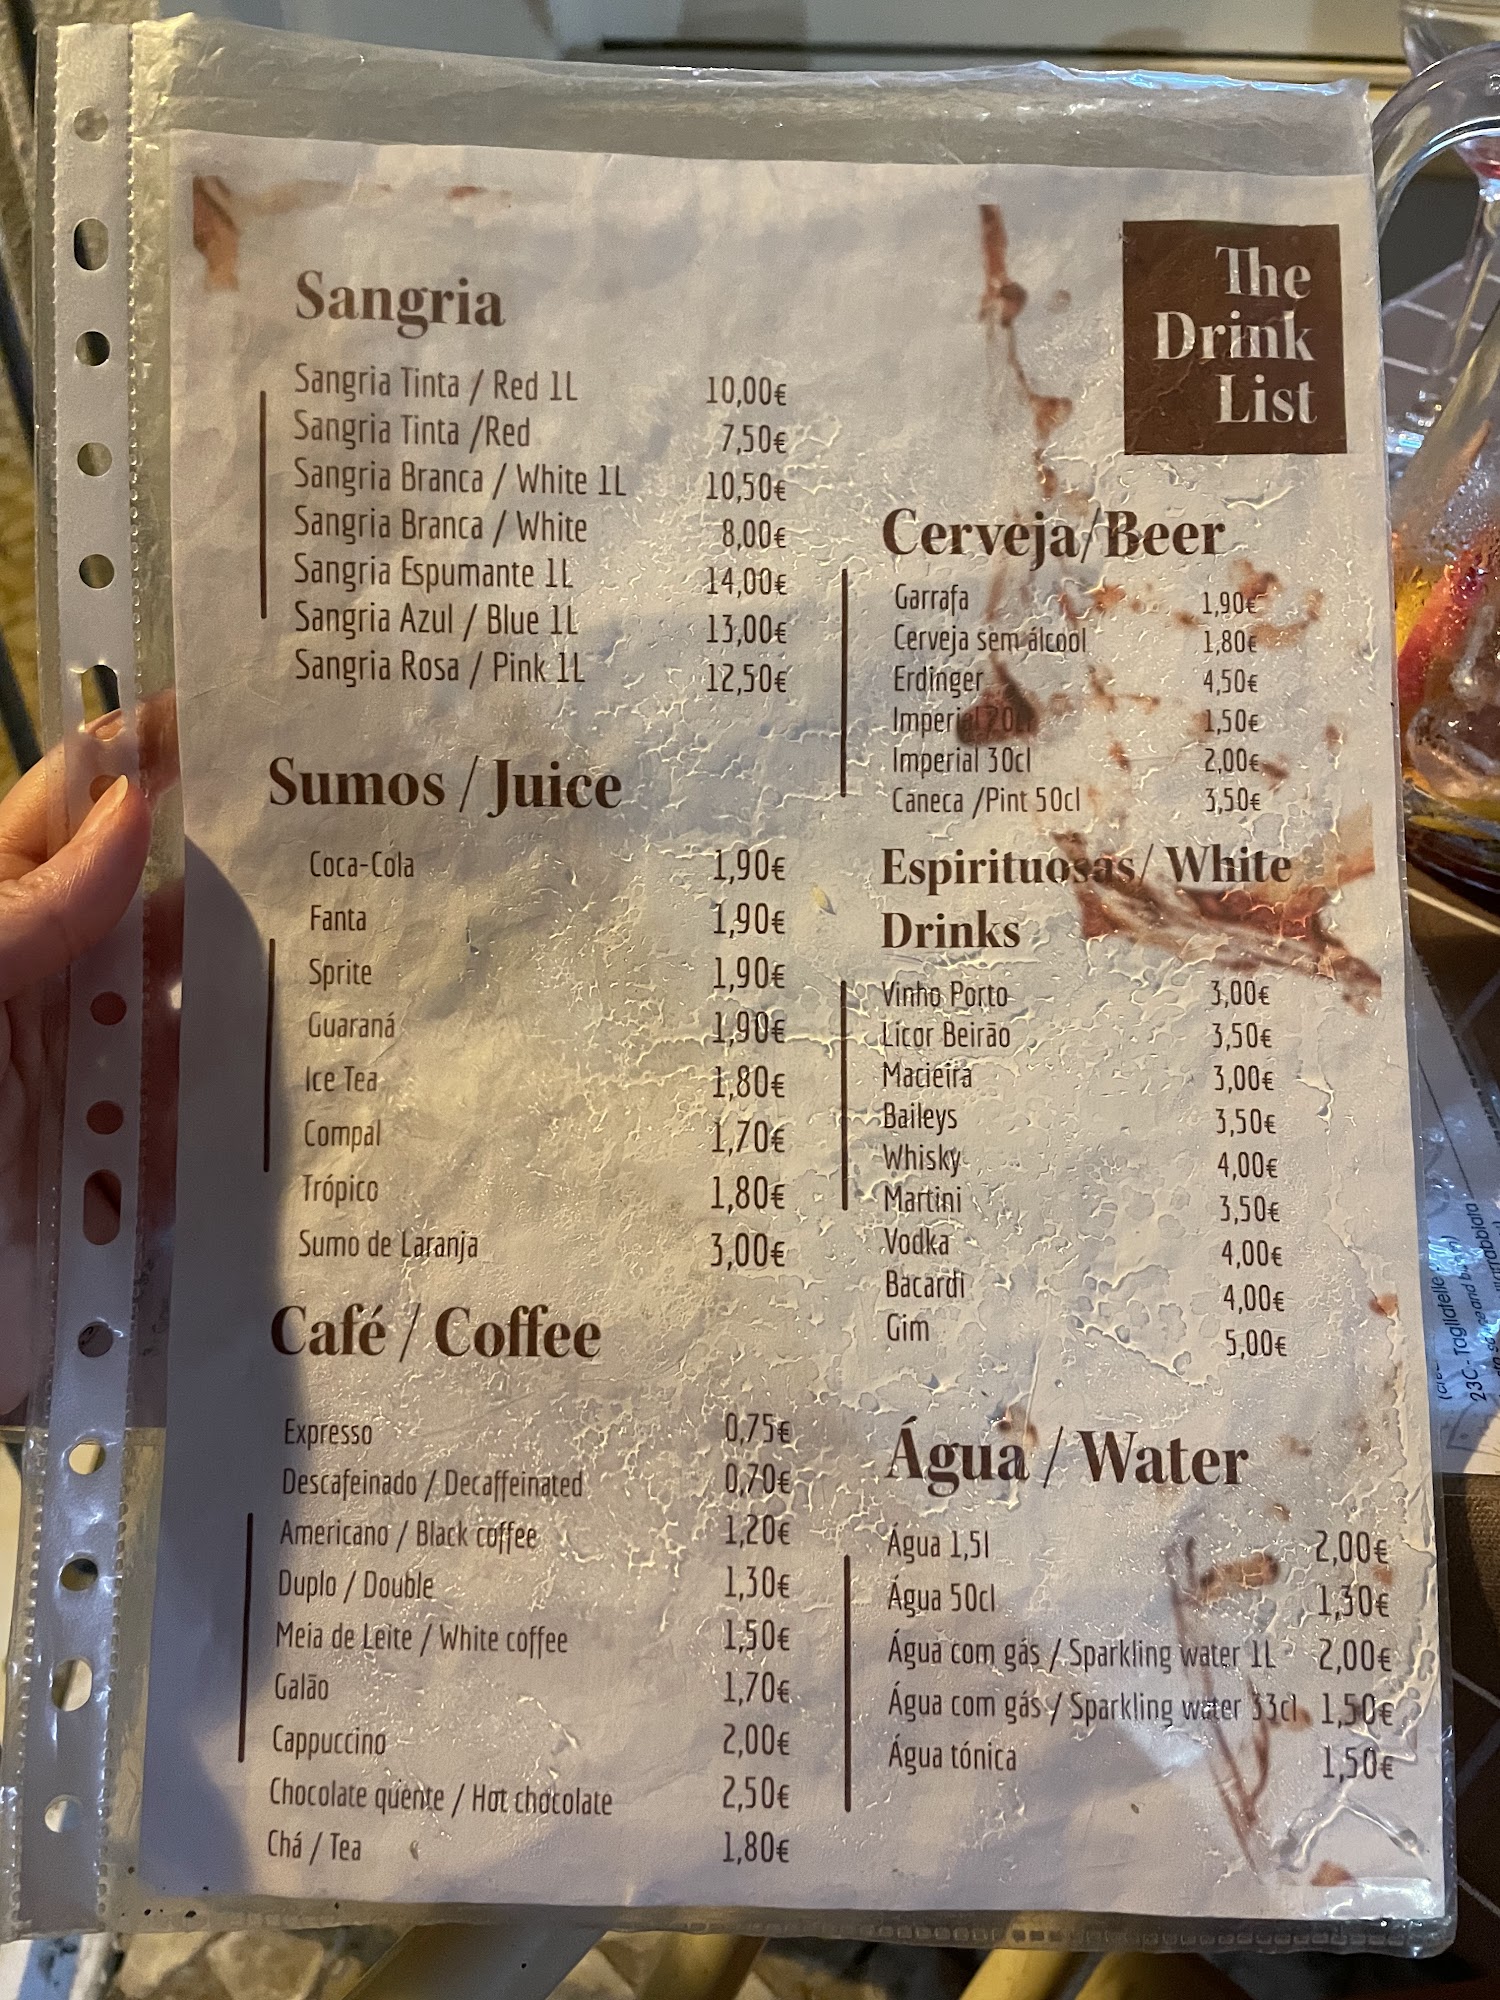 The
Drink
List
Sangria
Sangria Tinta / Red 1L 10,00€
Sangria Tinta /Red 7,50€
Sangria Branca / White 1L 10,50€
Sangria Branca / White 8,00€
Sangria Espumante 1L 14,00€
Sangria Azul / Blue 1L 13,00€
Sangria Rosa / Pink 1L 12,50€
Sumos / Juice
Coca-Cola 1,90€
Fanta 1,90€
Sprite 1,90€
Guaraná 1,90€
Ice Tea 1,80€
Compal 1,70€
Trópico 1,80€
Sumo de Laranja 3,00€
Café / Coffee
Expresso 0,75€
Descafeinado / Decaffeinated 0,70€
Americano / Black coffee 1,20€
Duplo / Double 1,30€
Meia de Leite / White coffee 1,50€
Galão 1,70€
Cappuccino 2,00€
Chocolate quente / Hot chocolate 2,50€
Chá / Tea 1,80€
Cerveja/Beer
Garrafa 1,90€
Cerveja sem álcool 1,80€
Erdinger 4,50€
Imperial 20cl 1,50€
Imperial 30cl 2,00€
Caneca /Pint 50cl 3,50€
Espirituosas/ White
Drinks
Vinho Porto 3,00€
Licor Beirão 3,50€
Macieira 3,00€
Baileys 3,50€
Whisky 4,00€
Martini 3,50€
Vodka 4,00€
Bacardi 4,00€
Gim 5,00€
Água / Water
Água 1,5l 2,00€
Água 50cl 1,30€
Água com gás / Sparkling water 1L 2,00€
Água com gás / Sparkling water 33cl 1,50€
Água tónica 1,50€
23C - Tagliatelle